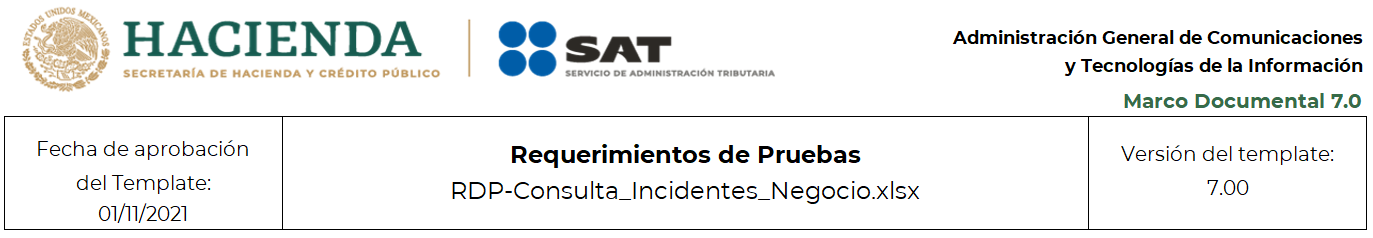 ESTADOS UNIDOS MEXICANOS
HACIENDA
SECRETARÍA DE HACIENDA Y CRÉDITO PÚBLICO
SAT
SERVICIO DE ADMINISTRACIÓN TRIBUTARIA
Administración General de Comunicaciones
y Tecnologías de la Información
Marco Documental 7.0
Fecha de aprobación
del Template:
01/11/2021
Requerimientos de Pruebas
RDP-Consulta_Incidentes_Negocio.xlsx
Versión del template:
7.00